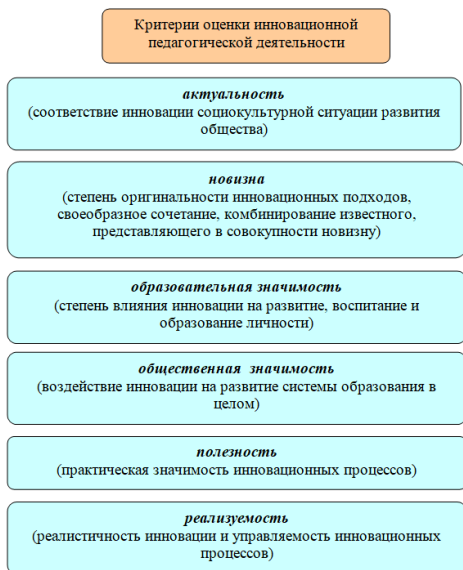 Критерии оценки инновационной
педагогической деятельности
актуальность
(соответствие инновации социокультурной ситуации развития
общества)
новизна
(степень оригинальности инновационных подходов,
своеобразное сочетание, комбинирование известного,
представляющего в совокупности новизну)
образовательная значимость
(степень влияния инновации на развитие, воспитание и
образование личности)
общественная значимость
(воздействие инновации на развитие системы образования в
целом)
полезность
(практическая значимость инновационных процессов)
реализуемость
(реалистичность инновации и управляемость инновационных
процессов)